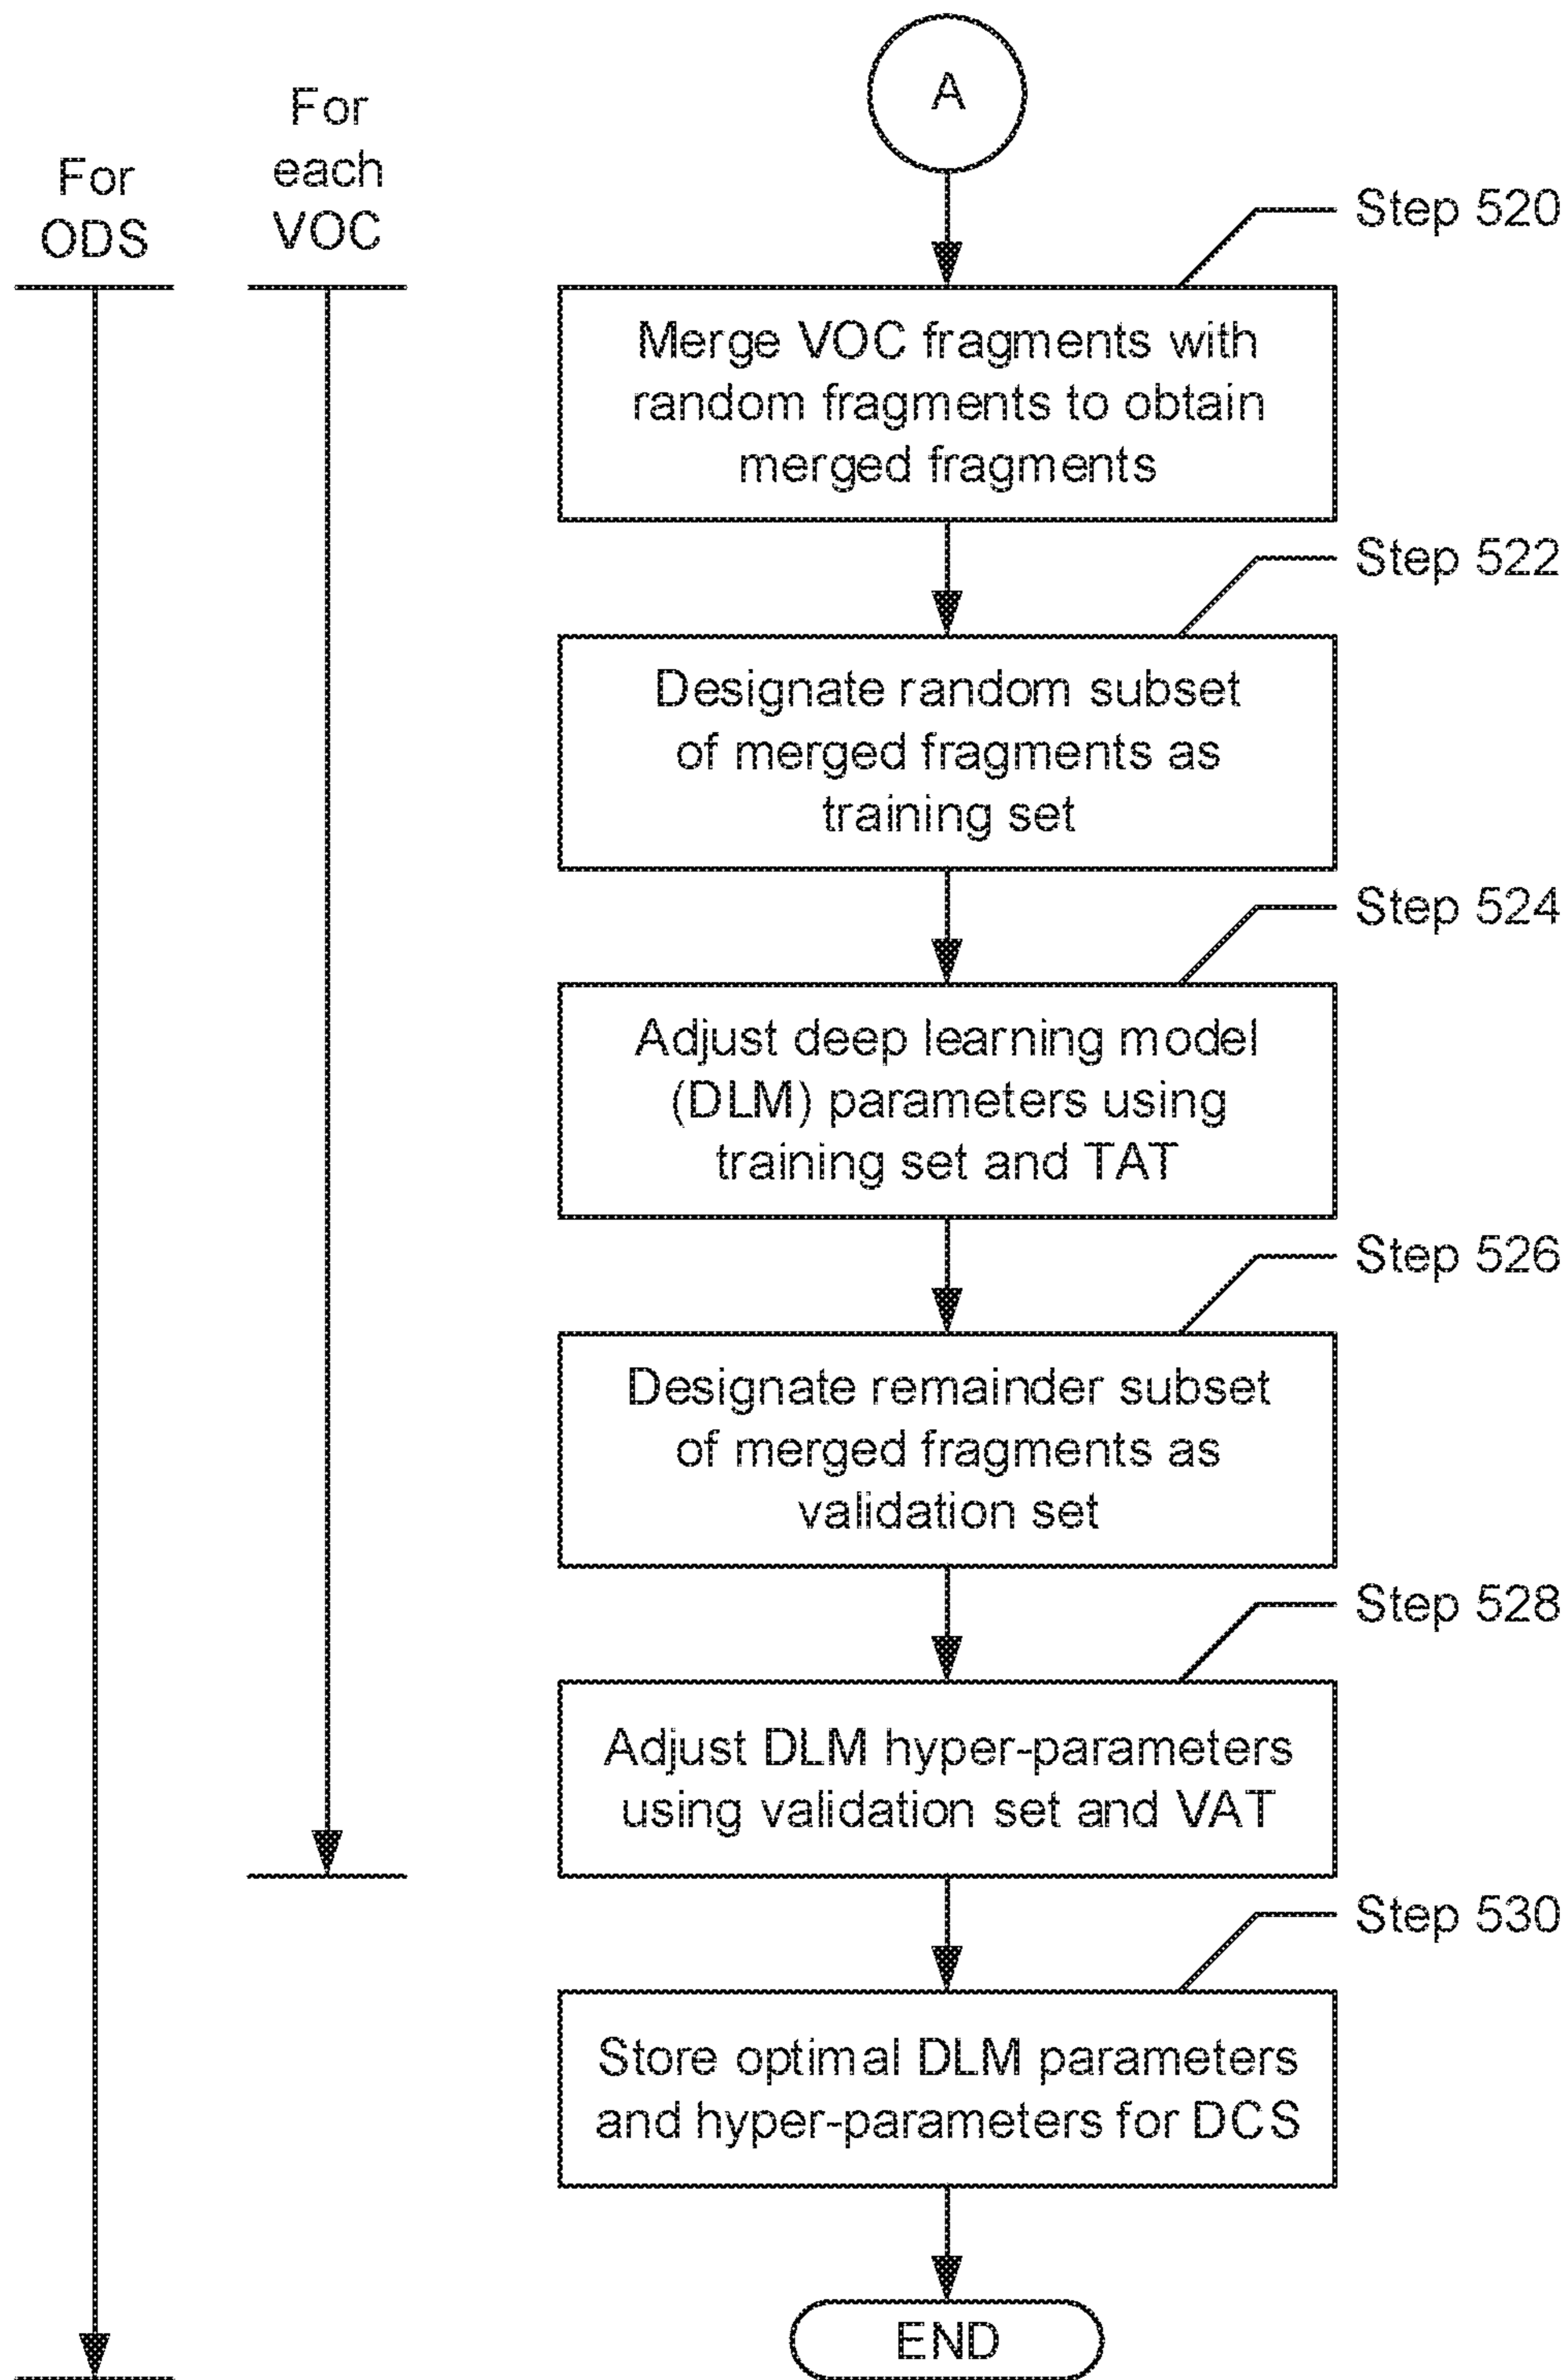 For
ODS
For
each
VOC
A
Step 520
Merge VOC fragments with
random fragments to obtain
merged fragments
Step 522
Designate random subset
of merged fragments as
training set
Step 524
Adjust deep learning model
(DLM) parameters using
training set and TAT
Step 526
Designate remainder subset
of merged fragments as
validation set
Step 528
Adjust DLM hyper-parameters
using validation set and VAT
Step 530
Store optimal DLM parameters
and hyper-parameters for DCS
END